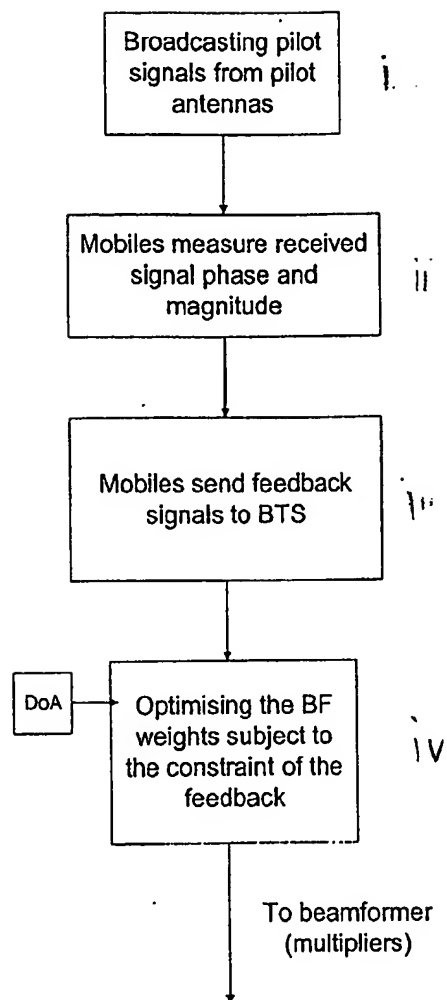 Broadcasting pilot
signals from pilot
antennas
i
Mobiles measure received
signal phase and
magnitude
ii
Mobiles send feedback
signals to BTS
iii
DoA
Optimising the BF
weights subject to
the constraint of the
feedback
iv
To beamformer
(multipliers)